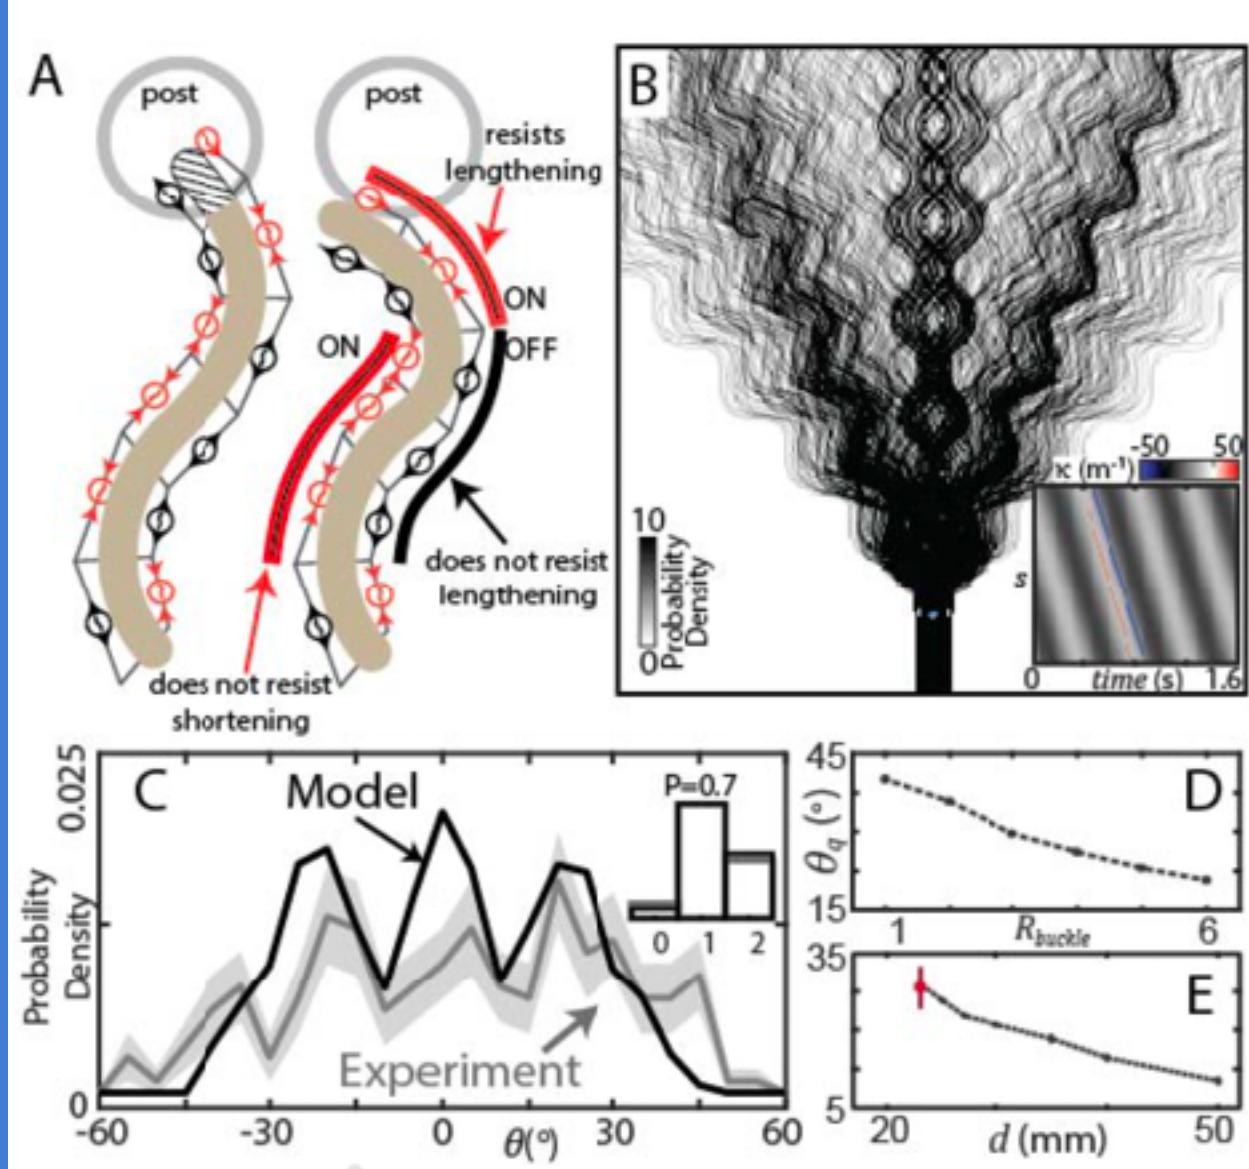 A
post
post
resists
lengthening
ON
OFF
ON
does not resist
lengthening
does not resist
shortening
B
10
0
Probability
Density
κ (m⁻¹)
-50
50
s
0
time (s)
1.6
C
Model
Experiment
P=0.7
0
1
2
0.025
0
Probability
Density
-60
-30
0
30
60
θ(°)
D
45
15
θq (°)
1
Rbuckle
6
E
35
5
20
d (mm)
50